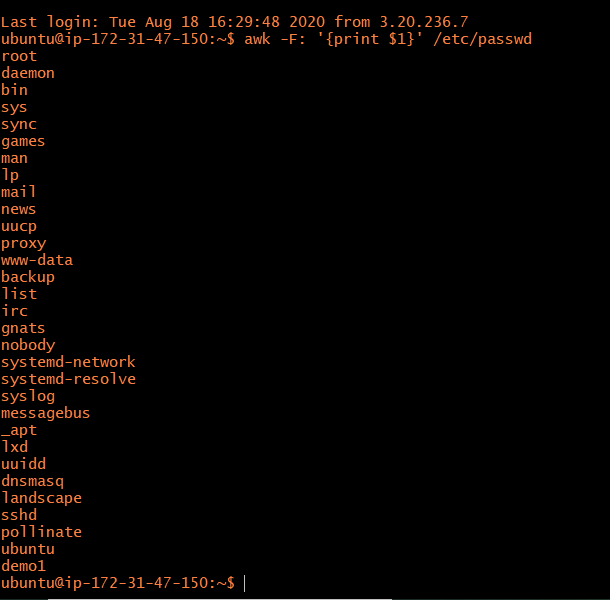 Last login: Tue Aug 18 16:29:48 2020 from 3.20.236.7
ubuntu@ip-172-31-47-150:~$ awk -F: '{print $1}' /etc/passwd
root
daemon
bin
sys
sync
games
man
lp
mail
news
uucp
proxy
www-data
backup
list
irc
gnats
nobody
systemd-network
systemd-resolve
syslog
messagebus
_apt
lxd
uuidd
dnsmasq
landscape
sshd
pollinate
ubuntu
demo1
ubuntu@ip-172-31-47-150:~$